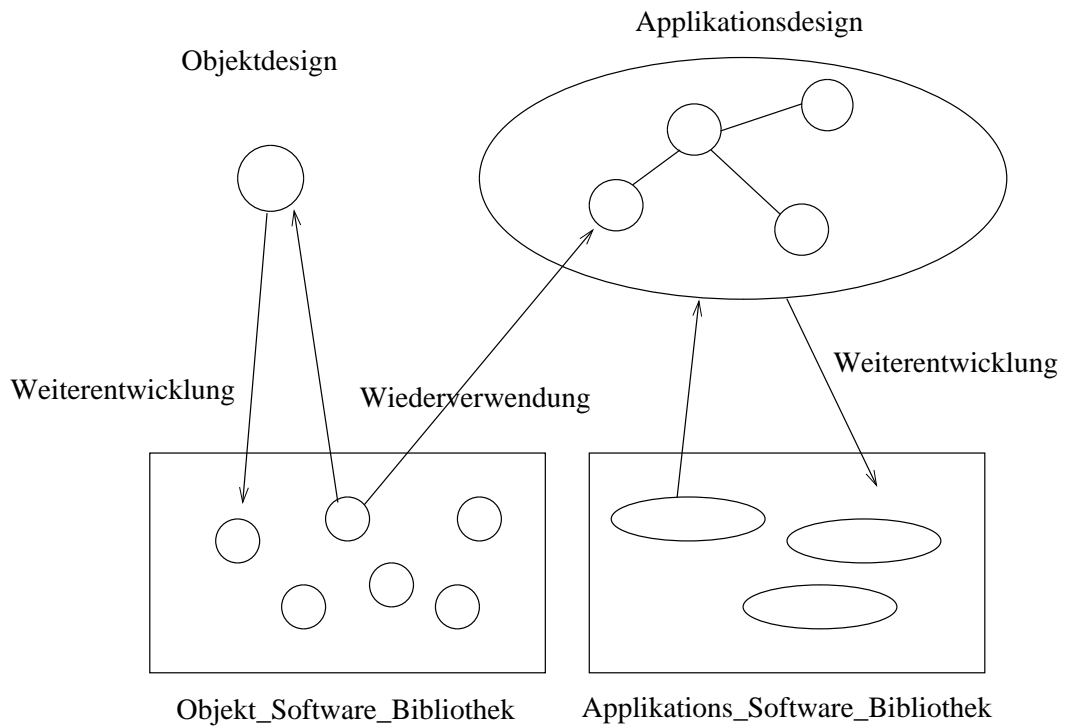 Applikationsdesign
Objektdesign
Weiterentwicklung
Wiederverwendung
Weiterentwicklung
Objekt_Software_Bibliothek
Applikations_Software_Bibliothek